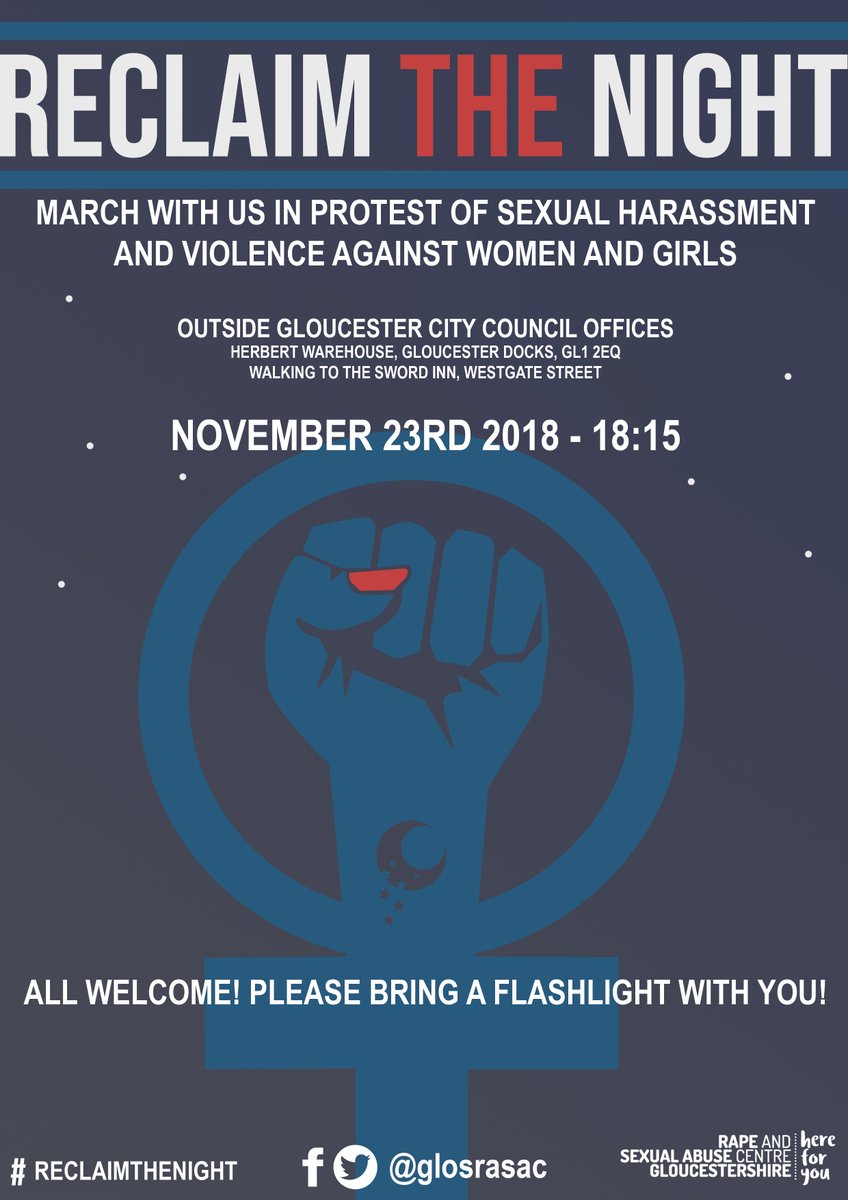 RECLAIM THE NIGHT
MARCH WITH US IN PROTEST OF SEXUAL HARASSMENT
AND VIOLENCE AGAINST WOMEN AND GIRLS
OUTSIDE GLOUCESTER CITY COUNCIL OFFICES
HERBERT WAREHOUSE, GLOUCESTER DOCKS, GL1 2EQ
WALKING TO THE SWORD INN, WESTGATE STREET
NOVEMBER 23RD 2018 - 18:15
ALL WELCOME! PLEASE BRING A FLASHLIGHT WITH YOU!
# RECLAIMTHENIGHT
@glosrasac
RAPE AND
SEXUAL ABUSE CENTRE
GLOUCESTERSHIRE
here
for
you